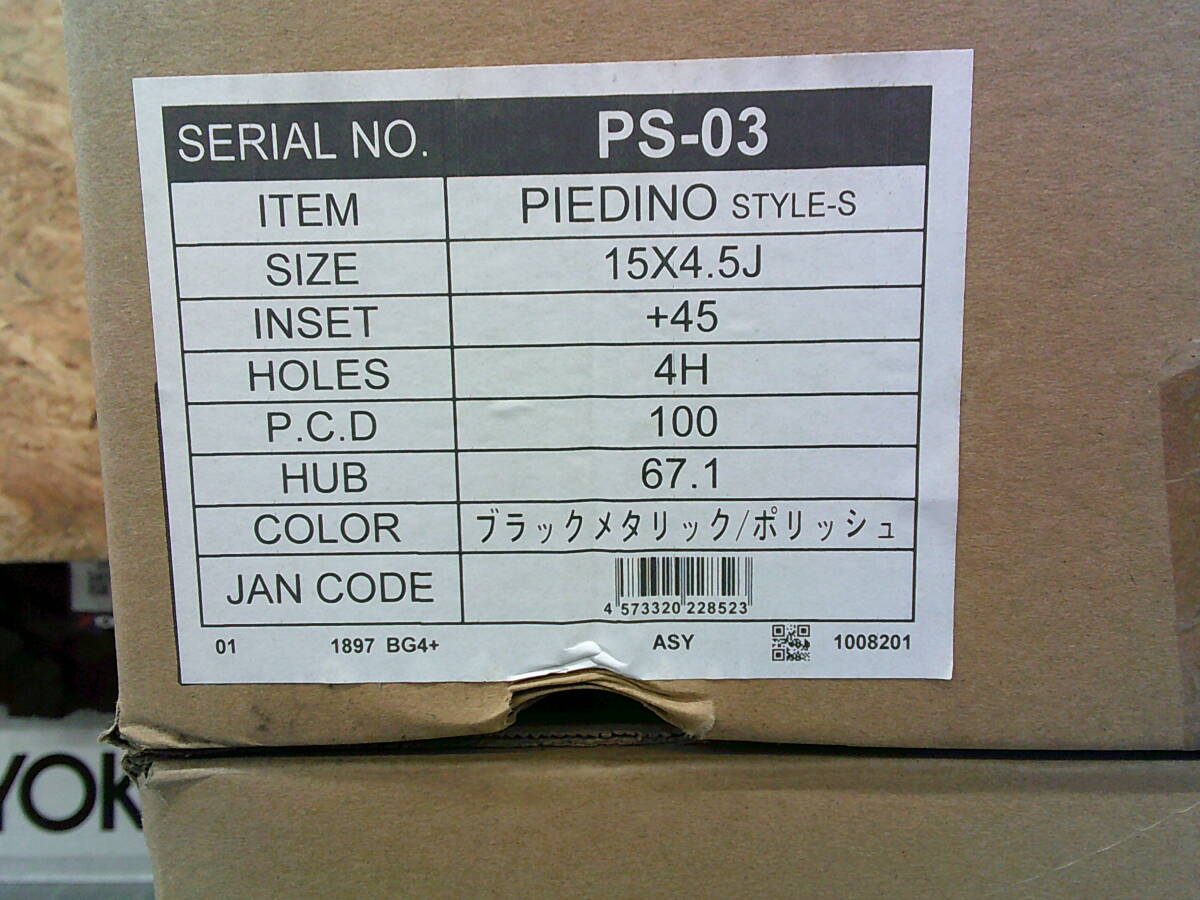 SERIAL NO. PS-03
ITEM PIEDINO STYLE-S
SIZE 15X4.5J
INSET +45
HOLES 4H
P.C.D 100
HUB 67.1
COLOR ブラックメタリック/ポリッシュ
JAN CODE 4 573320 228523
01 1897 BG4+ ASY 1008201
YOK